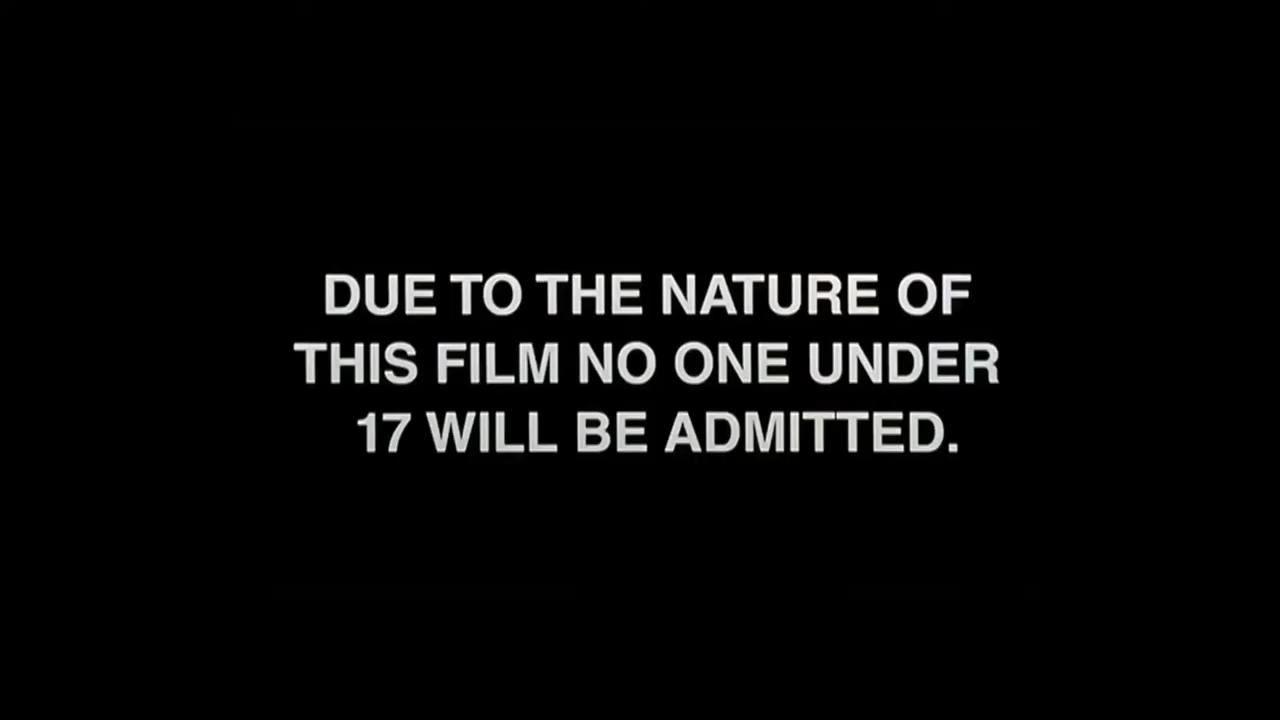 DUE TO THE NATURE OF
THIS FILM NO ONE UNDER
17 WILL BE ADMITTED.